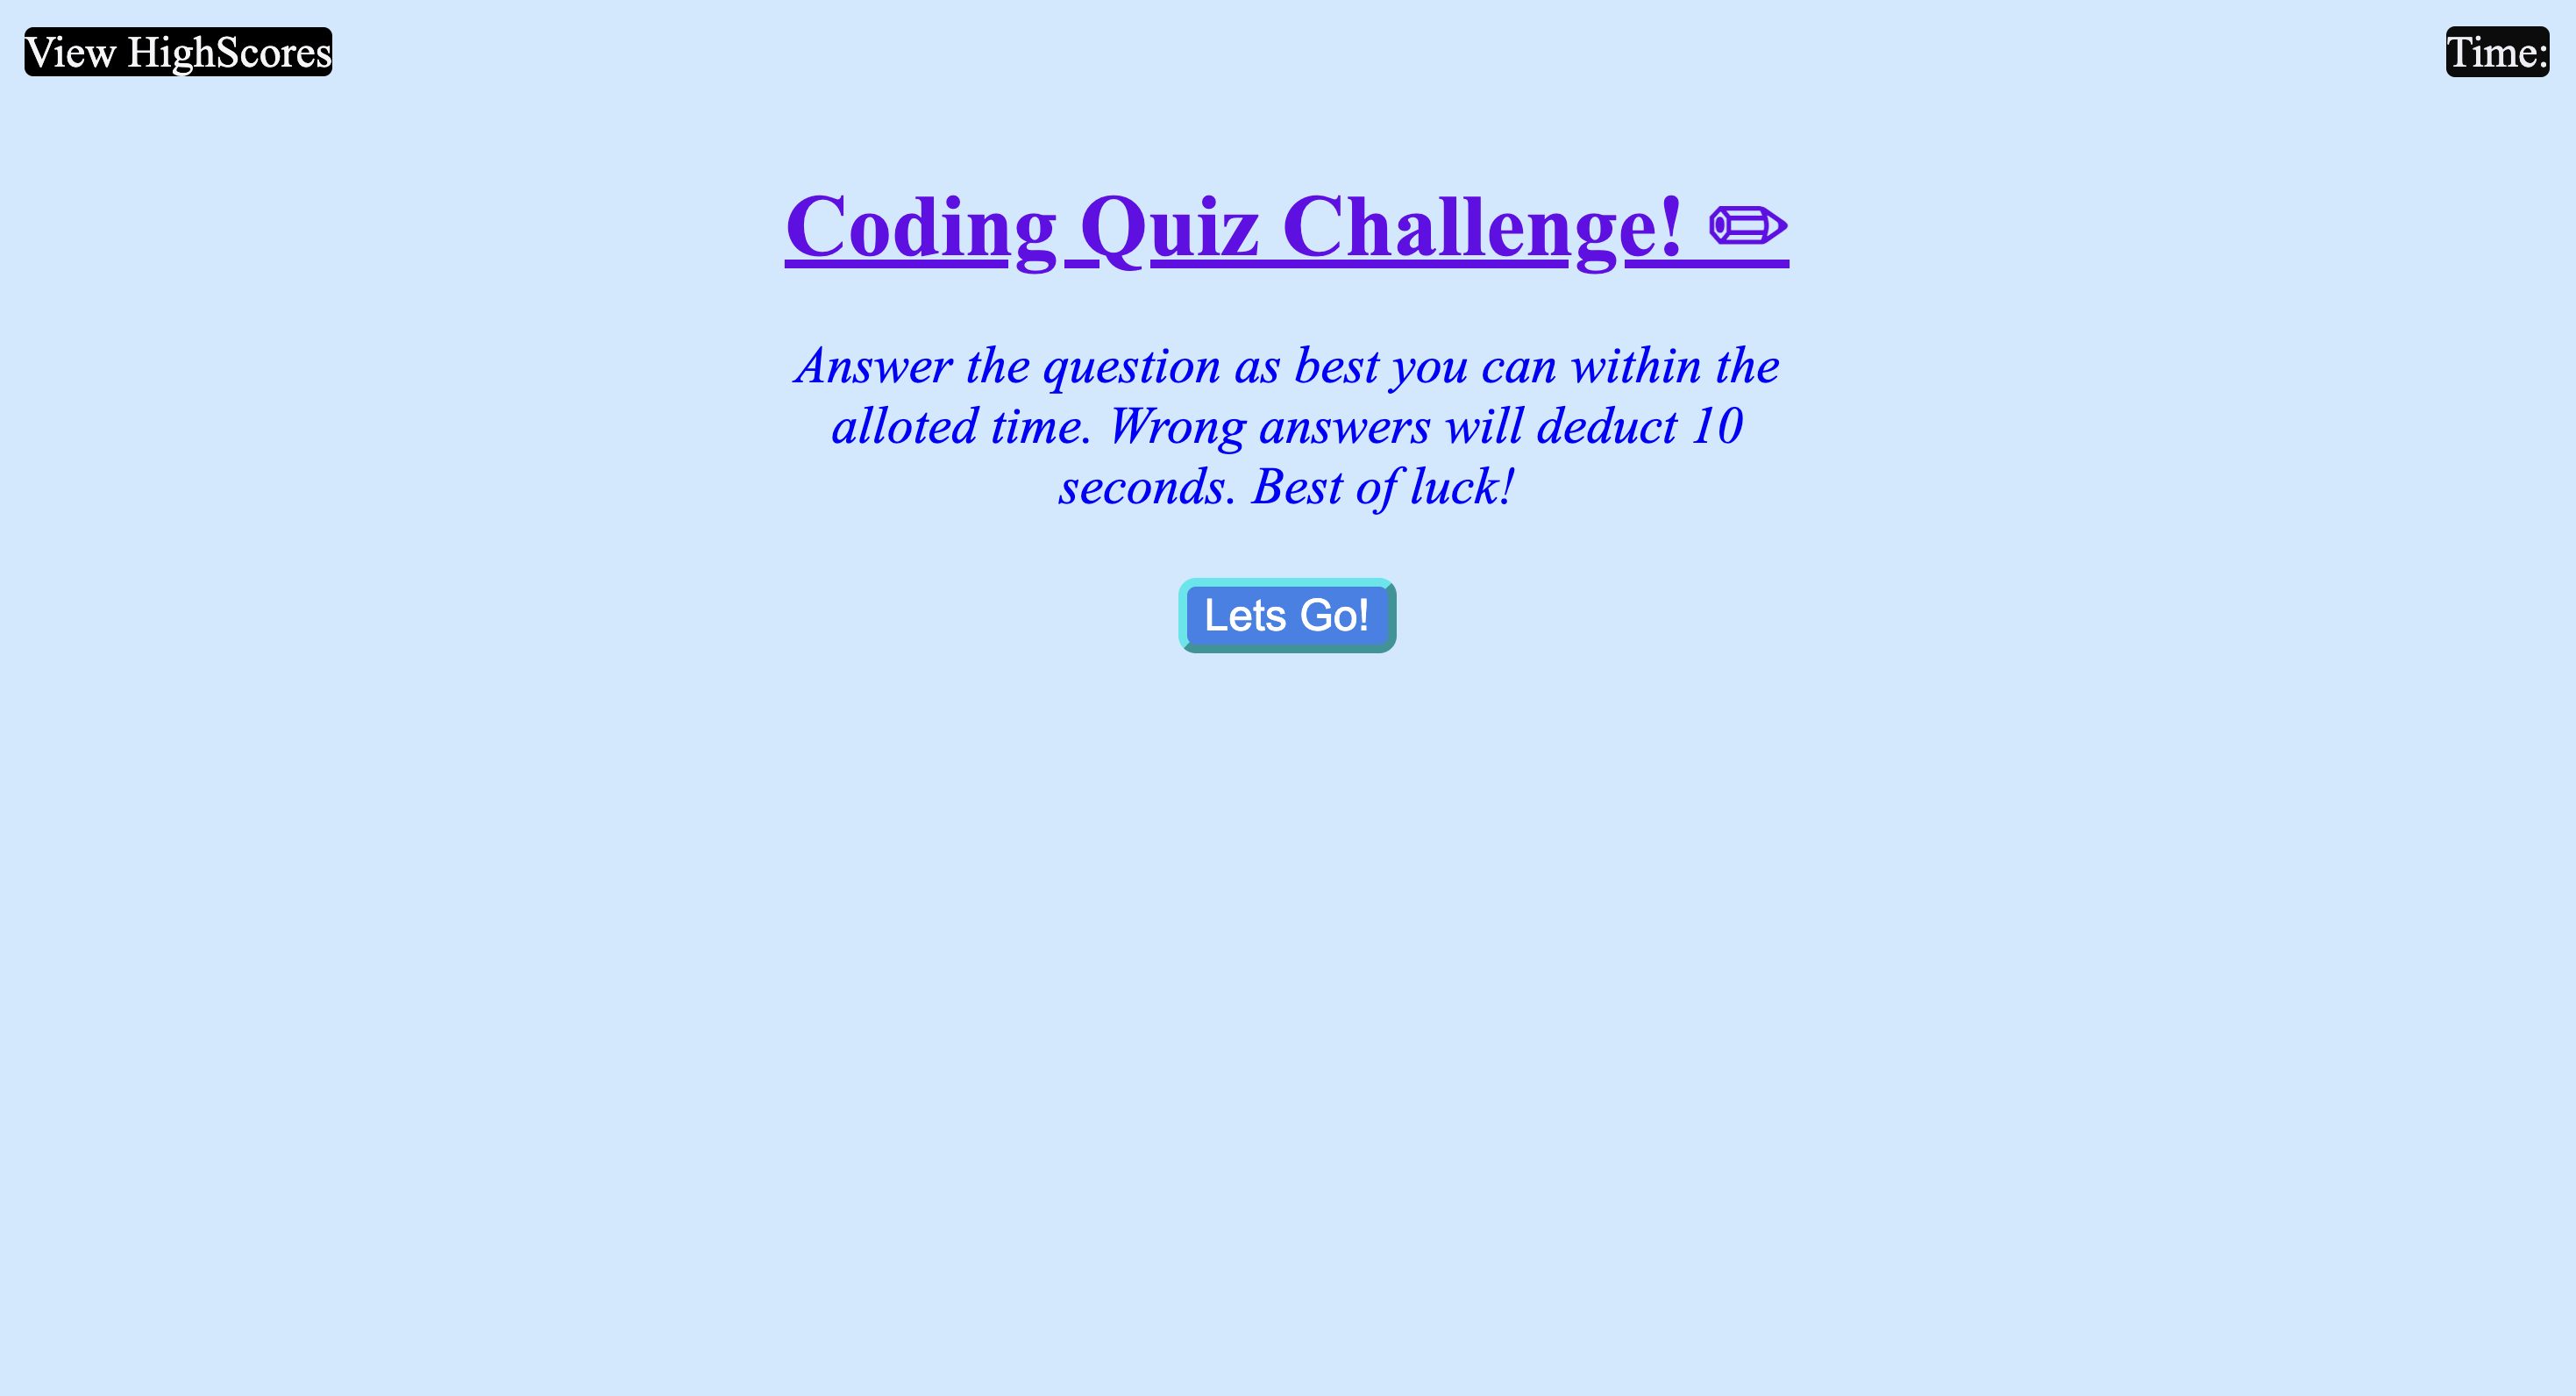 View HighScores
Time:
Coding Quiz Challenge! ✏
Answer the question as best you can within the
alloted time. Wrong answers will deduct 10
seconds. Best of luck!
Lets Go!